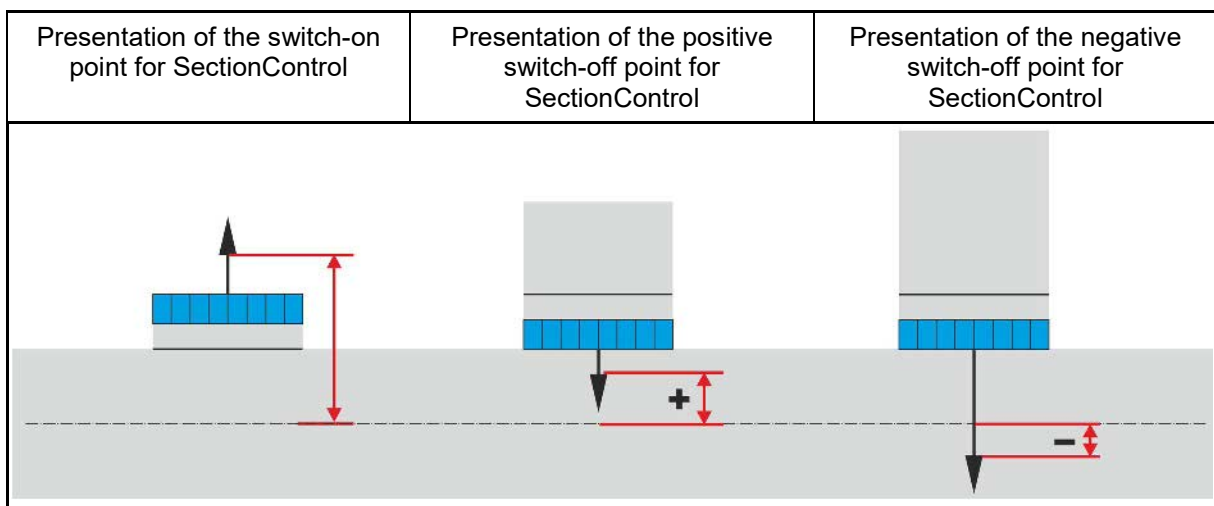 Presentation of the switch-on
point for SectionControl
Presentation of the positive
switch-off point for
SectionControl
Presentation of the negative
switch-off point for
SectionControl
+
-